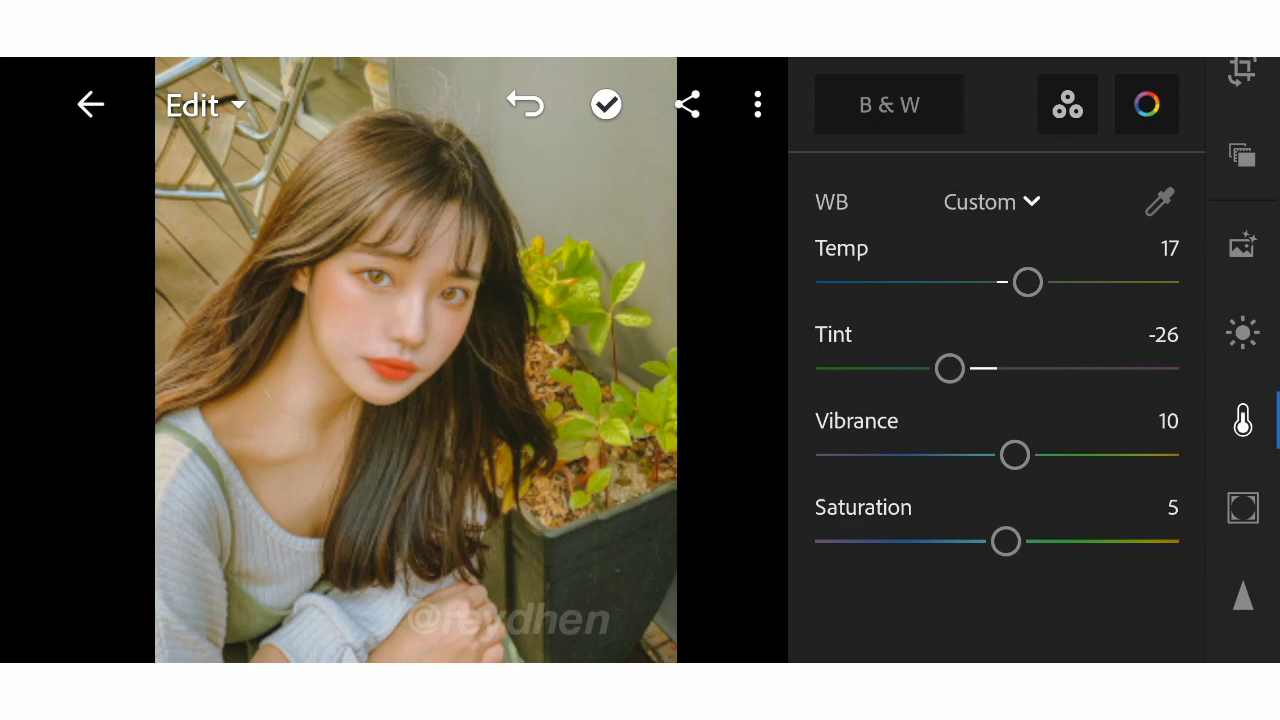 Edit
B & W
WB Custom
Temp 17
Tint -26
Vibrance 10
Saturation 5
@reydhen